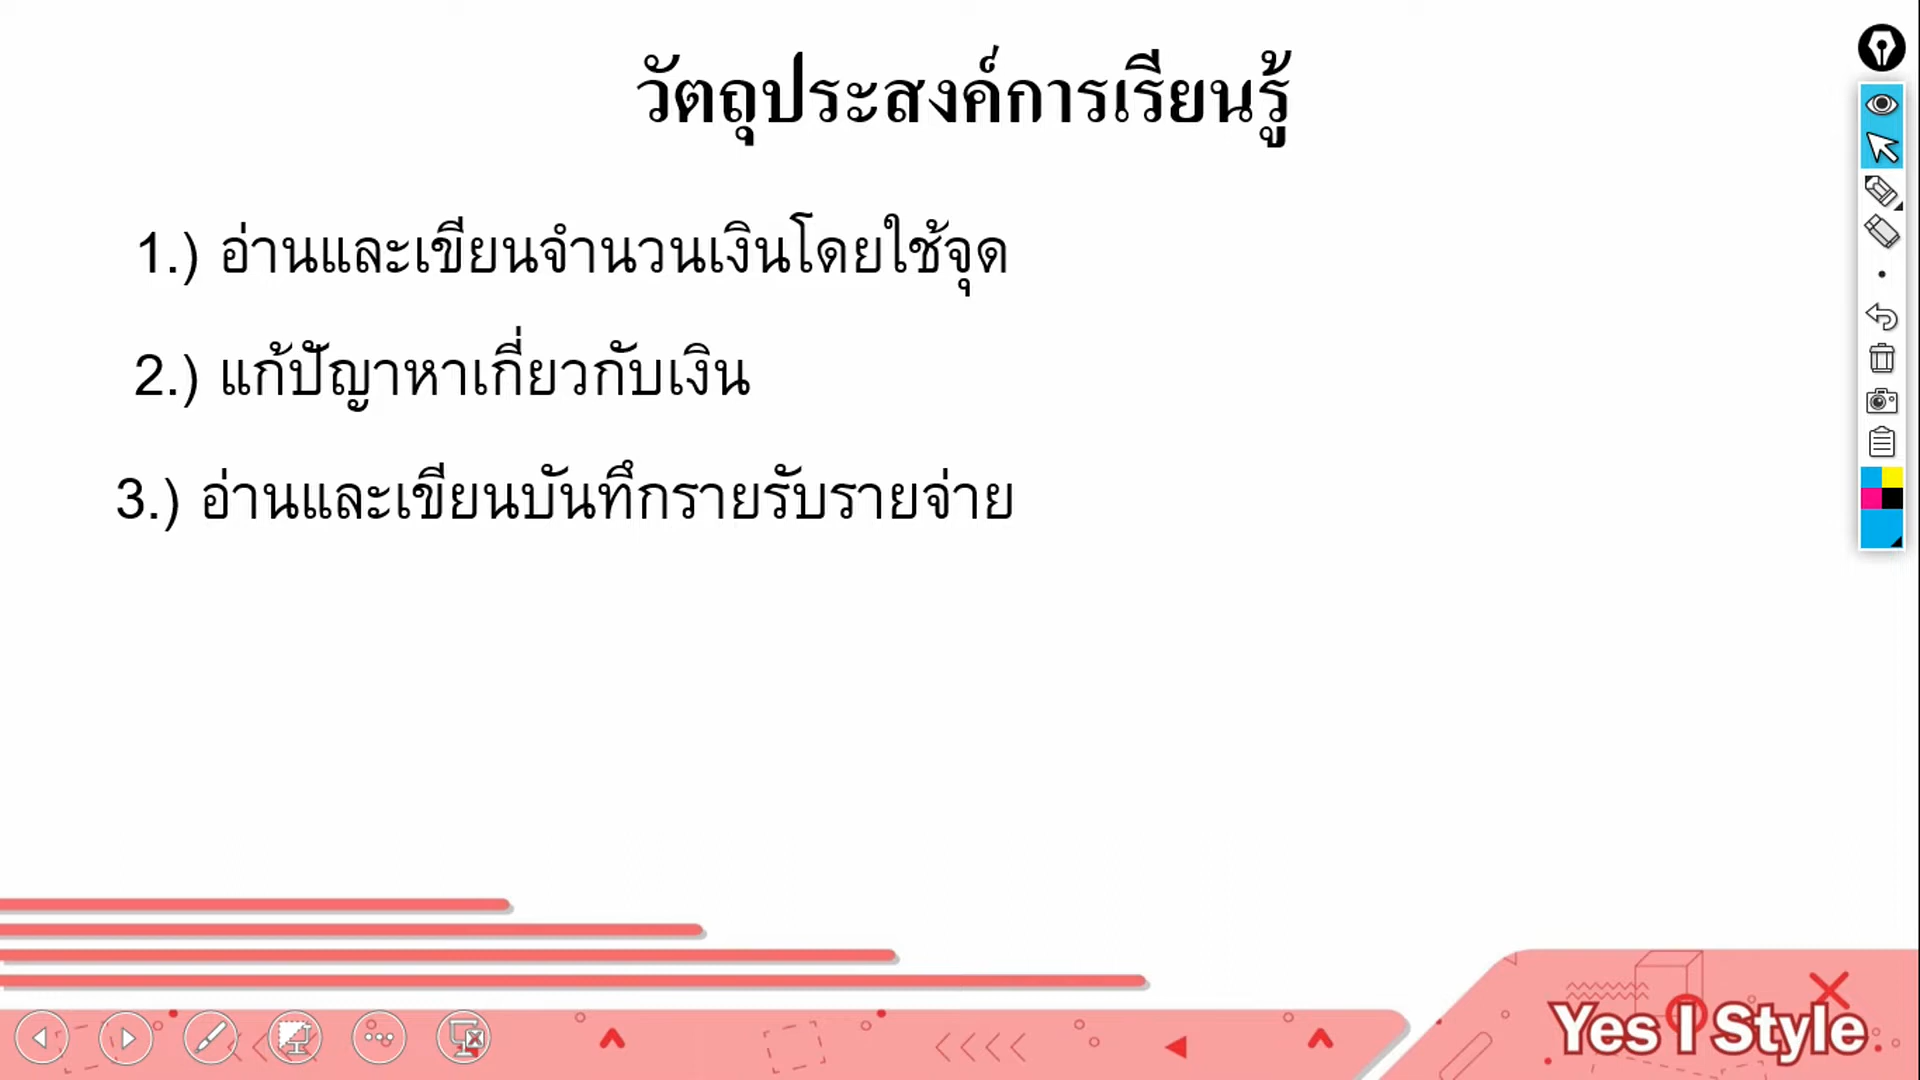 วัตถุประสงค์การเรียนรู้
1.) อ่านและเขียนจำนวนเงินโดยใช้จุด
2.) แก้ปัญาหาเกี่ยวกับเงิน
3.) อ่านและเขียนบันทึกรายรับรายจ่าย
Yes I Style